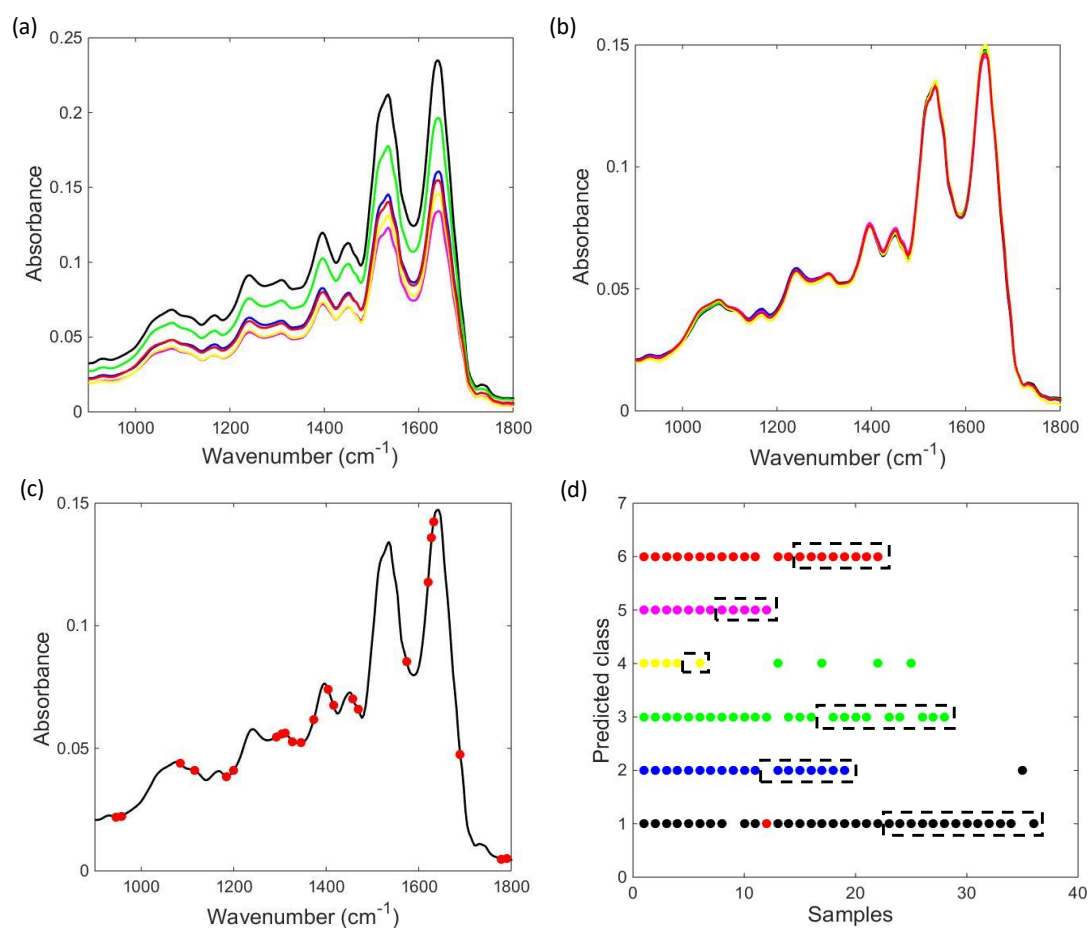 (a)
0.25
0.2
0.15
0.1
0.05
0
Absorbance
1000 1200 1400 1600 1800
Wavenumber (cm-1)
(b)
0.15
0.1
0.05
0
Absorbance
1000 1200 1400 1600 1800
Wavenumber (cm-1)
(c)
0.15
0.1
0.05
0
Absorbance
1000 1200 1400 1600 1800
Wavenumber (cm-1)
(d)
7
6
5
4
3
2
1
0
Predicted class
0 10 20 30 40
Samples